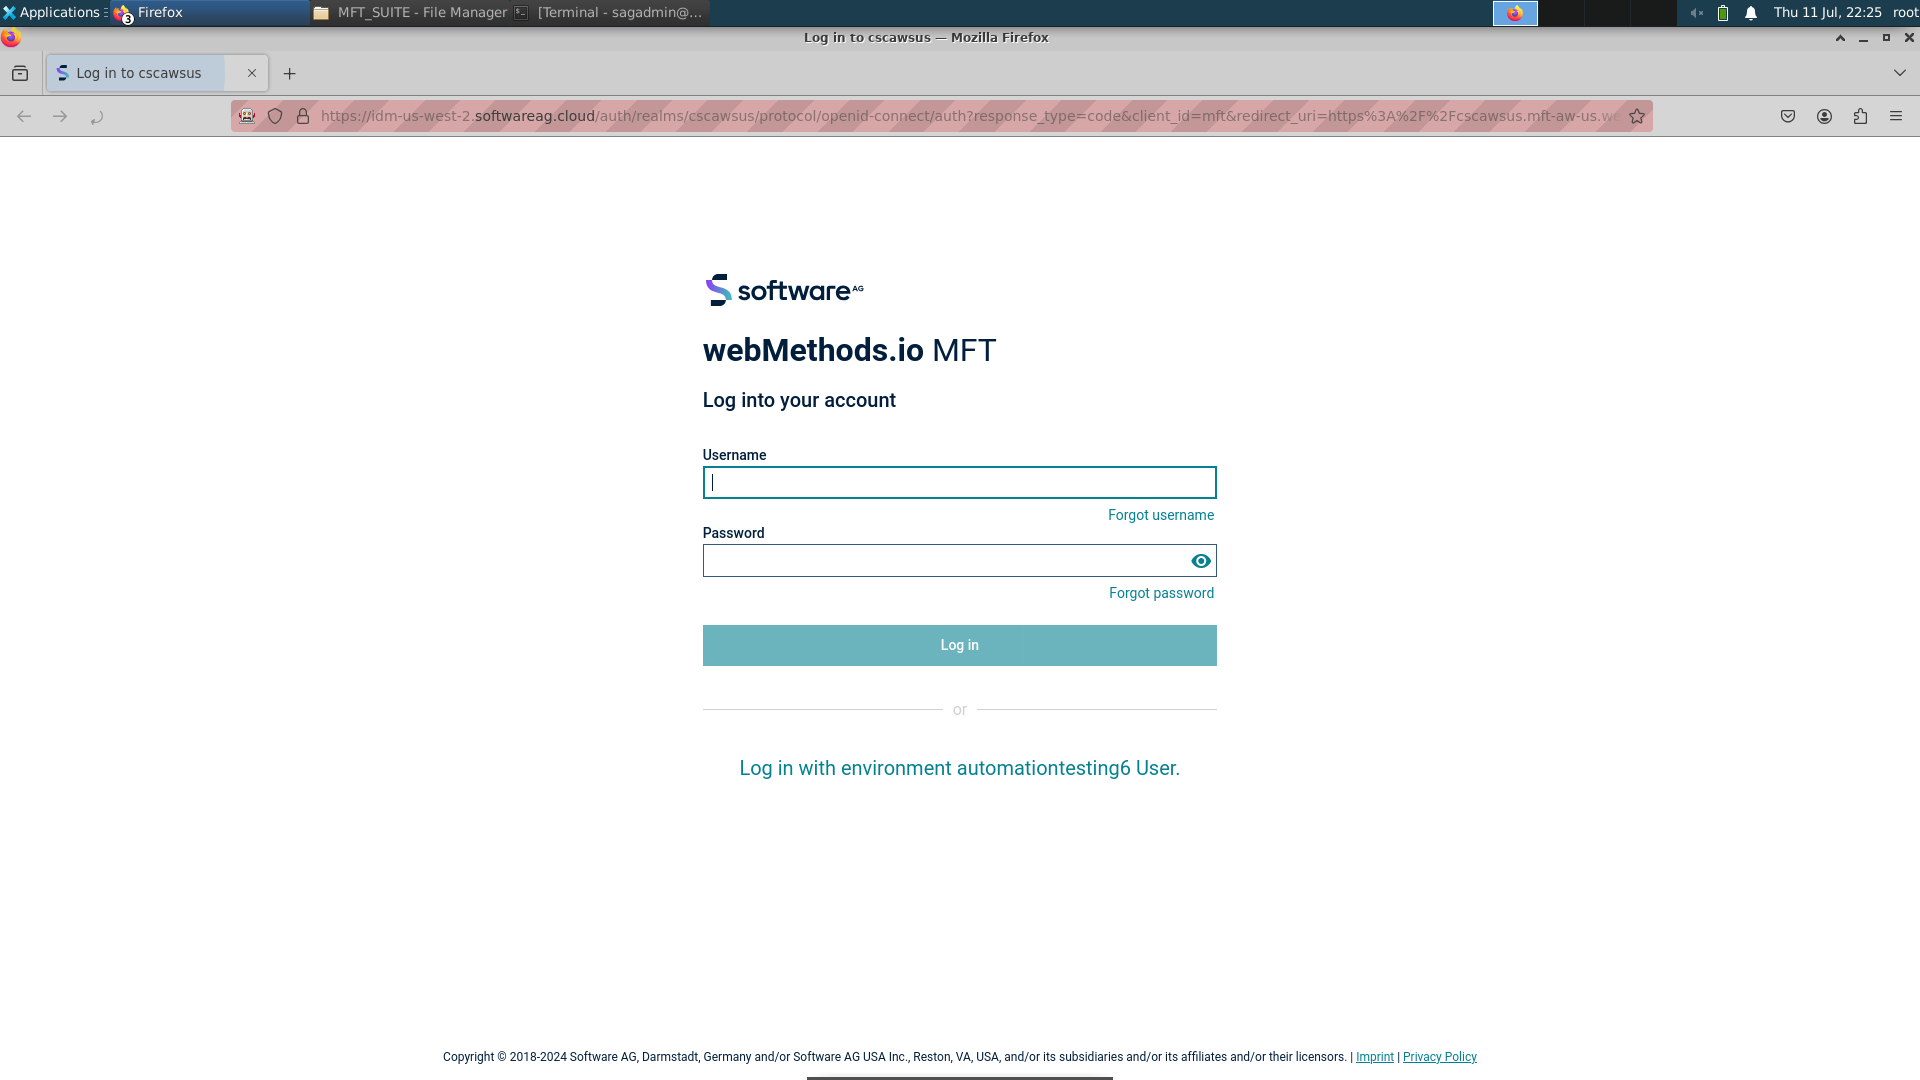 Applications
3
Firefox
MFT_SUITE - File Manager
[Terminal - sagadmin@...
Thu 11 Jul, 22:25
root
Log in to cscawsus — Mozilla Firefox
Log in to cscawsus
https://idm-us-west-2.softwareag.cloud/auth/realms/cscawsus/protocol/openid-connect/auth?response_type=code&client_id=mft&redirect_uri=https%3A%2F%2Fcscawsus.mft-aw-us.we
software AG
webMethods.io MFT
Log into your account
Username
Forgot username
Password
Forgot password
Log in
or
Log in with environment automationtesting6 User.
Copyright © 2018-2024 Software AG, Darmstadt, Germany and/or Software AG USA Inc., Reston, VA, USA, and/or its subsidiaries and/or its affiliates and/or their licensors. | Imprint | Privacy Policy